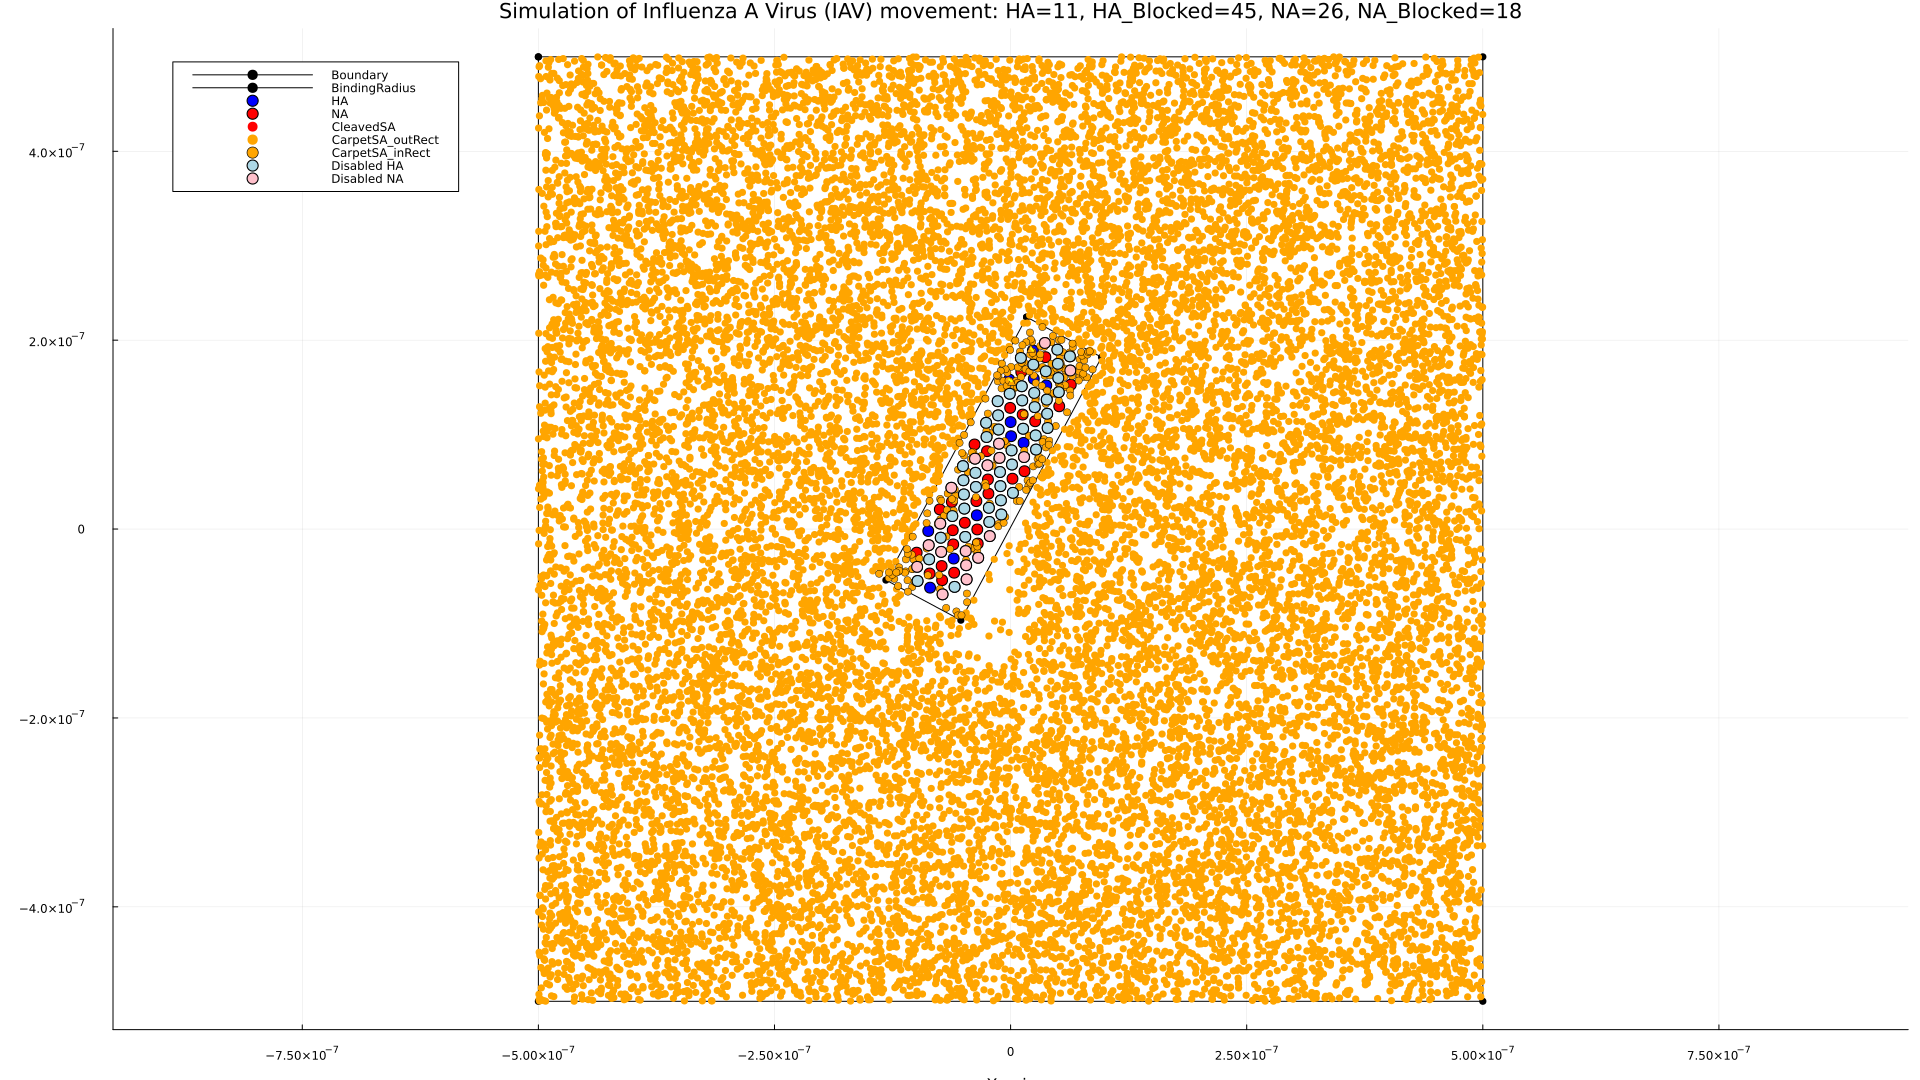 Simulation of Influenza A Virus (IAV) movement: HA=11, HA_Blocked=45, NA=26, NA_Blocked=18
Boundary
BindingRadius
HA
NA
CleavedSA
CarpetSA_outRect
CarpetSA_inRect
Disabled HA
Disabled NA
4.0×10⁻⁷
2.0×10⁻⁷
0
−2.0×10⁻⁷
−4.0×10⁻⁷
−7.50×10⁻⁷ −5.00×10⁻⁷ −2.50×10⁻⁷ 0 2.50×10⁻⁷ 5.00×10⁻⁷ 7.50×10⁻⁷